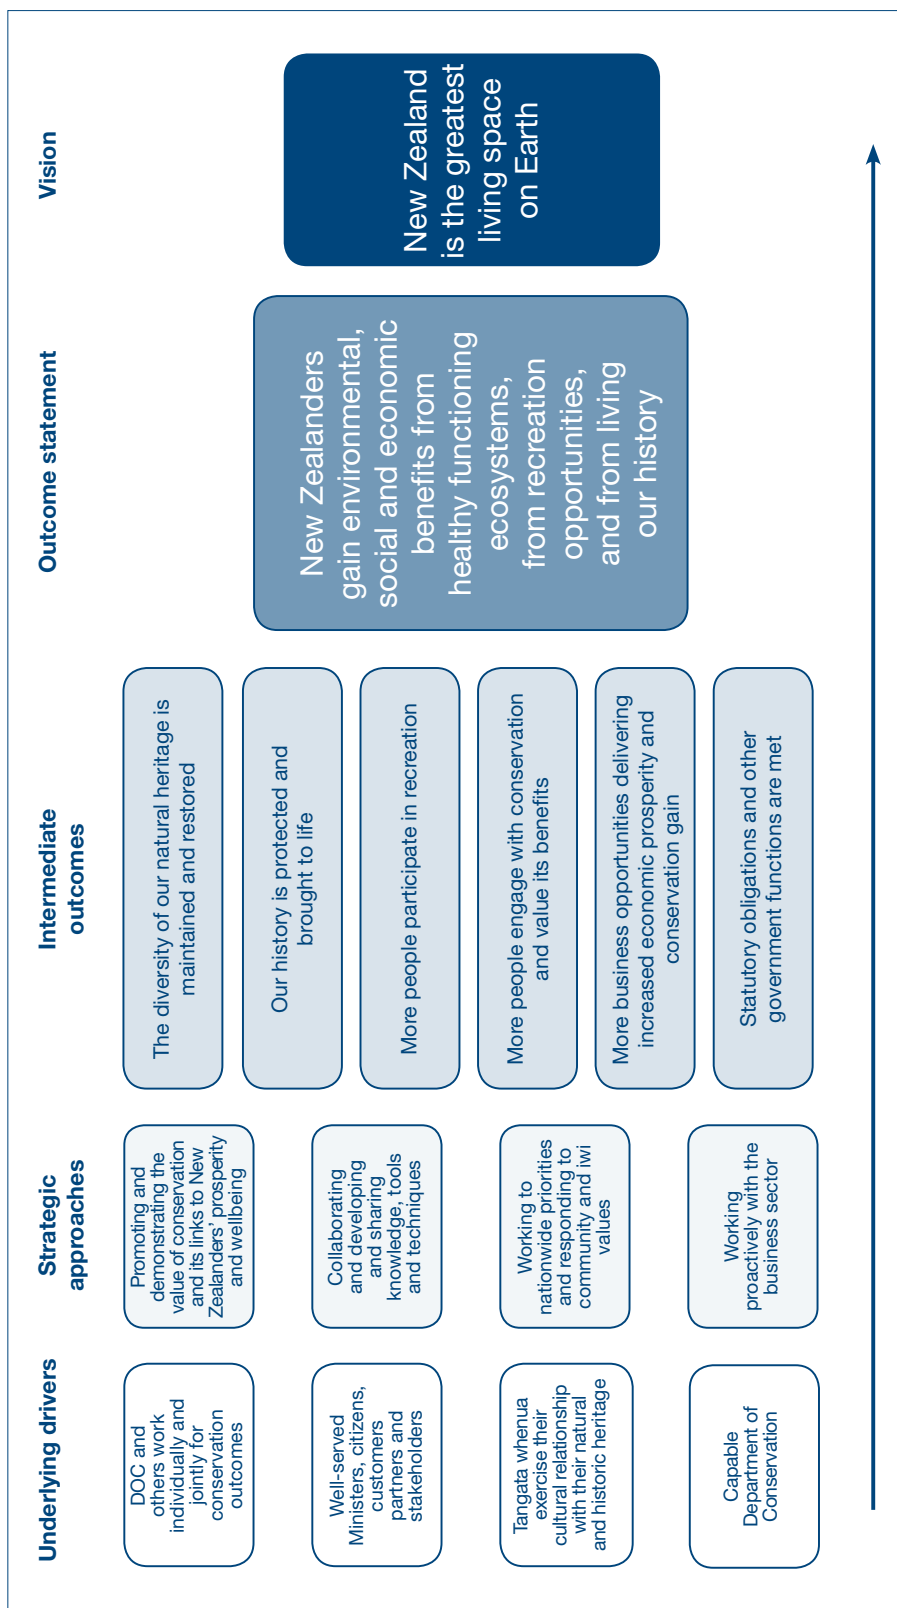 Underlying drivers
DOC and
others work
individually and
jointly for
conservation
outcomes
Well-served
Ministers, citizens,
customers
partners and
stakeholders
Tangata whenua
exercise their
cultural relationship
with their natural
and historic heritage
Capable
Department of
Conservation
Strategic
approaches
Promoting and
demonstrating the
value of conservation
and its links to New
Zealanders’ prosperity
and wellbeing
Collaborating
and developing
and sharing
knowledge, tools
and techniques
Working to
nationwide priorities
and responding to
community and iwi
values
Working
proactively with the
business sector
Intermediate
outcomes
The diversity of our natural heritage is
maintained and restored
Our history is protected and
brought to life
More people participate in recreation
More people engage with conservation
and value its benefits
More business opportunities delivering
increased economic prosperity and
conservation gain
Statutory obligations and other
government functions are met
Outcome statement
New Zealanders
gain environmental,
social and economic
benefits from
healthy functioning
ecosystems,
from recreation
opportunities,
and from living
our history
Vision
New Zealand
is the greatest
living space
on Earth